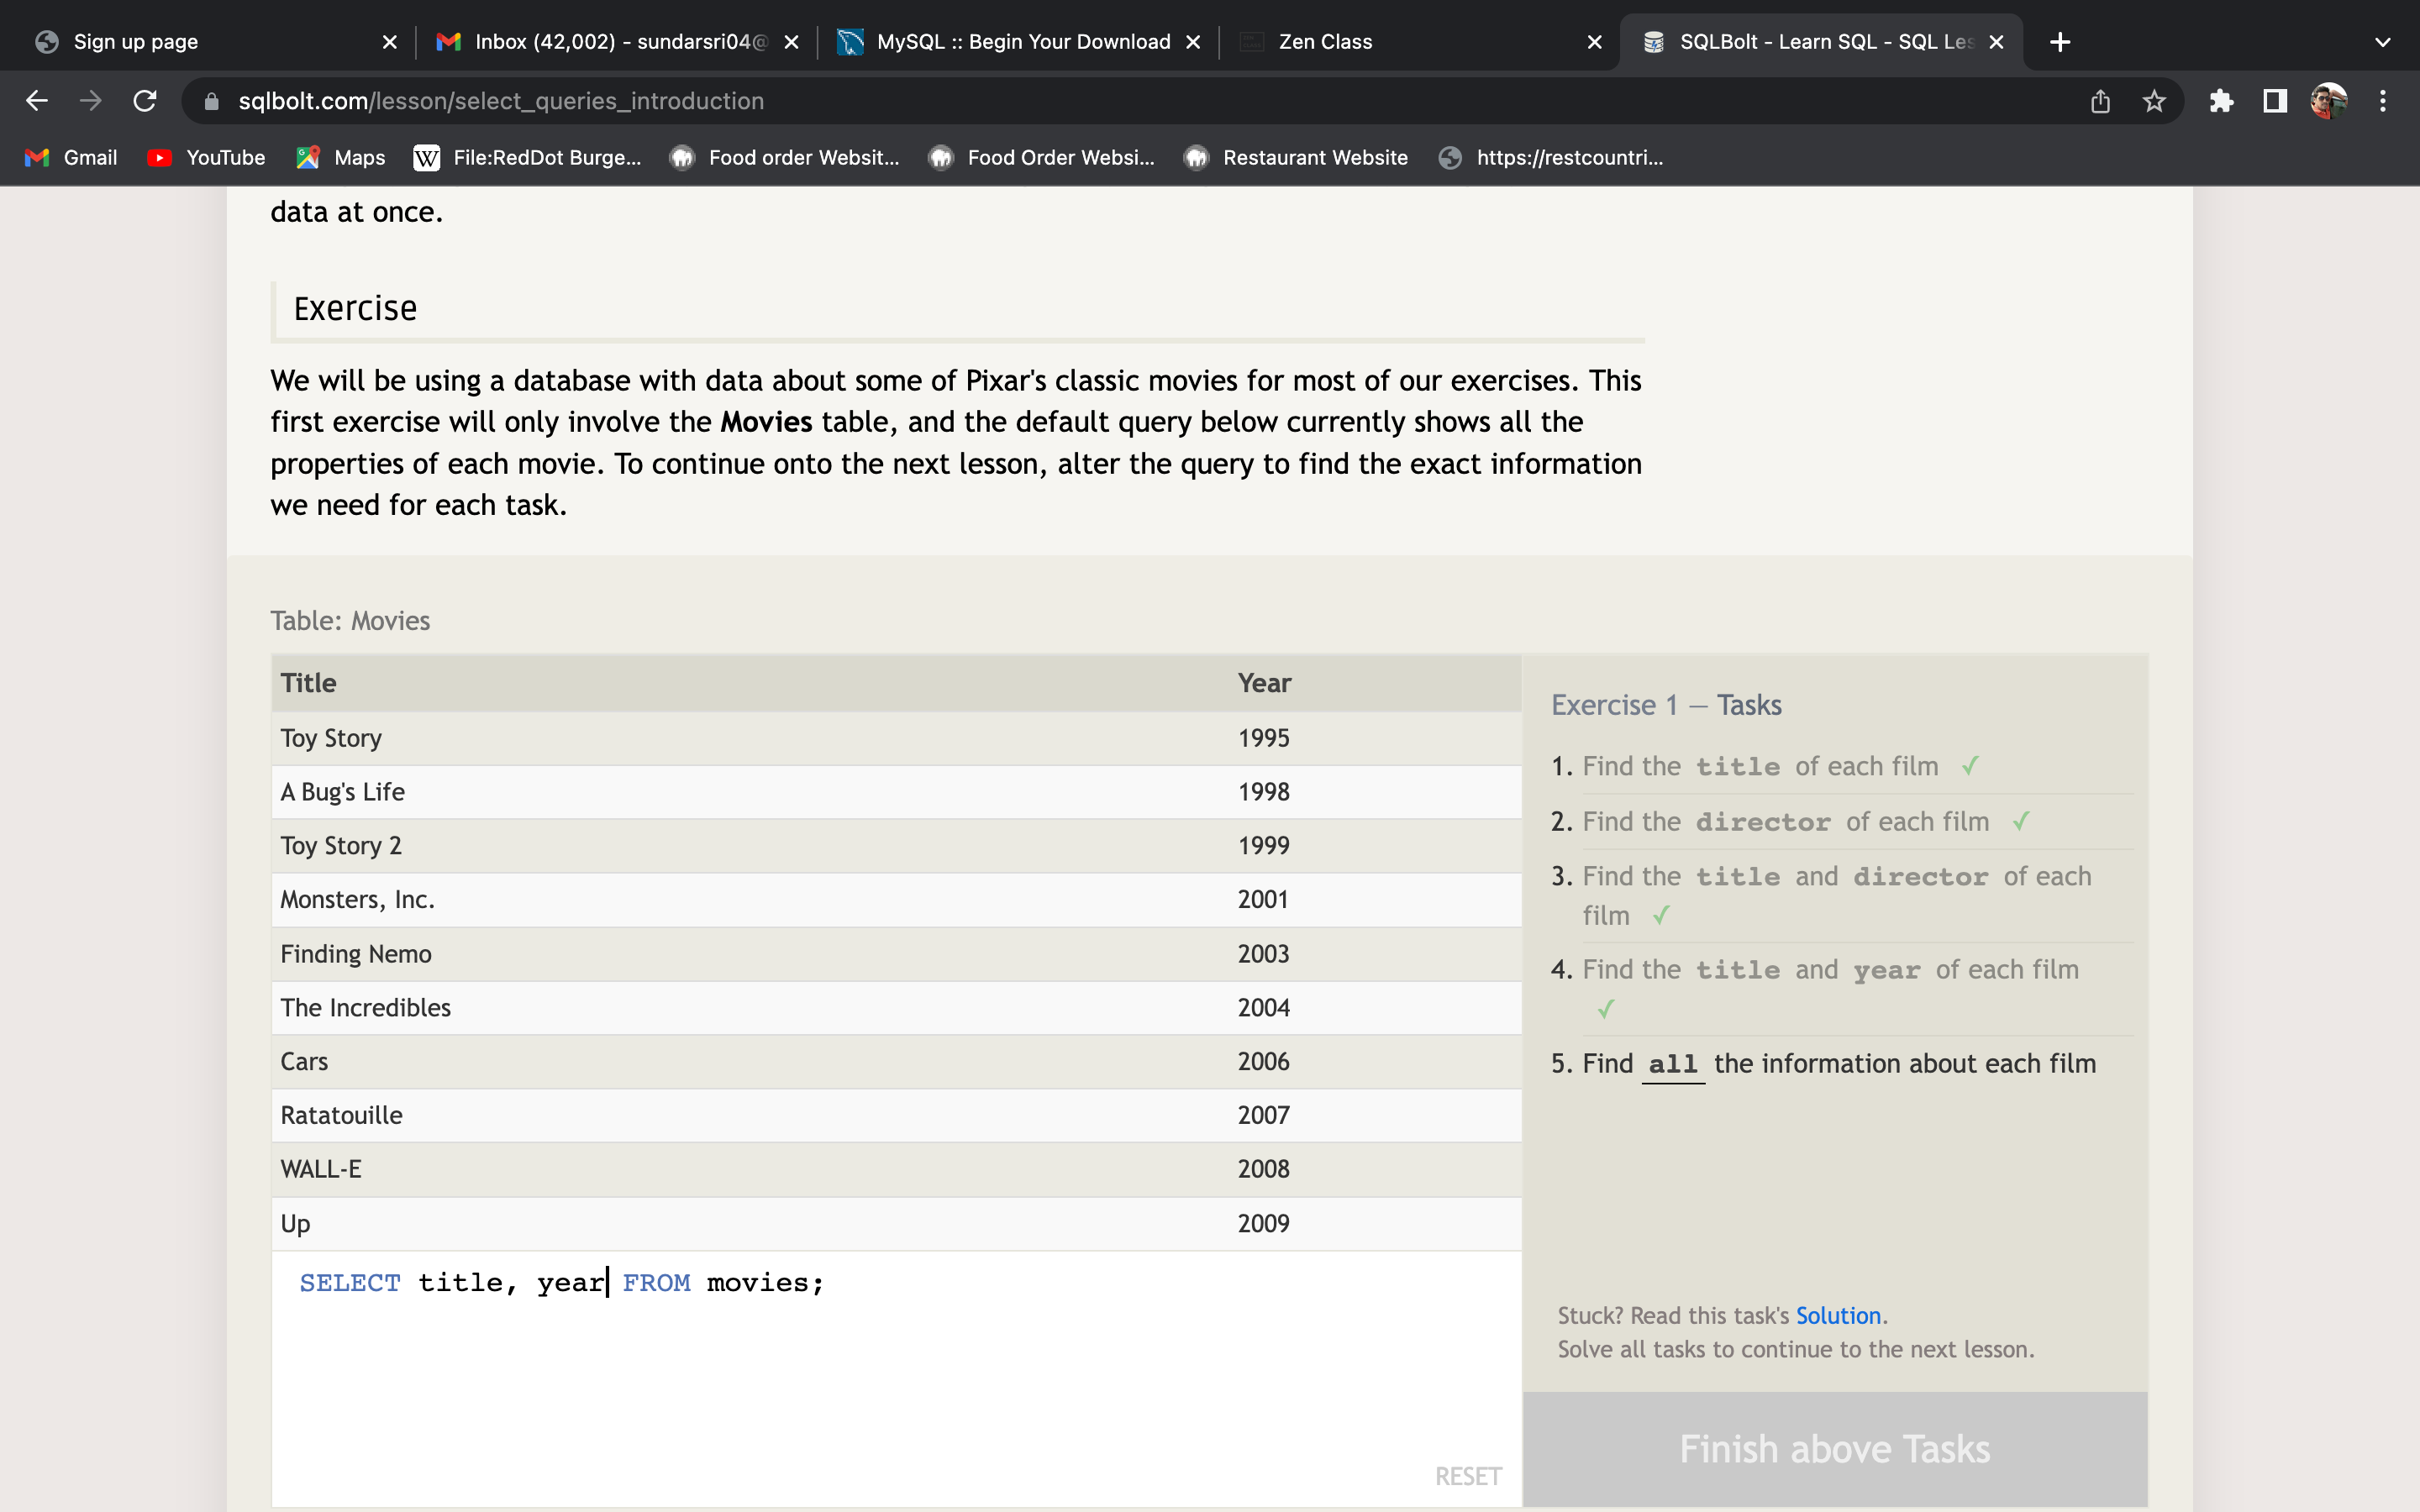 Sign up page
Inbox (42,002) - sundarsri04@
MySQL :: Begin Your Download
Zen Class
SQLBolt - Learn SQL - SQL Les
sqlbolt.com/lesson/select_queries_introduction
Gmail
YouTube
Maps
W
File:RedDot Burge...
Food order Websit...
Food Order Websi...
Restaurant Website
https://restcountri...
data at once.
Exercise
We will be using a database with data about some of Pixar's classic movies for most of our exercises. This
first exercise will only involve the Movies table, and the default query below currently shows all the
properties of each movie. To continue onto the next lesson, alter the query to find the exact information
we need for each task.
Table: Movies
Title Year
Toy Story 1995
A Bug's Life 1998
Toy Story 2 1999
Monsters, Inc. 2001
Finding Nemo 2003
The Incredibles 2004
Cars 2006
Ratatouille 2007
WALL-E 2008
Up 2009
SELECT title, year FROM movies;
RESET
Exercise 1 — Tasks
1. Find the title of each film ✓
2. Find the director of each film ✓
3. Find the title and director of each
film ✓
4. Find the title and year of each film
✓
5. Find all the information about each film
Stuck? Read this task's Solution.
Solve all tasks to continue to the next lesson.
Finish above Tasks